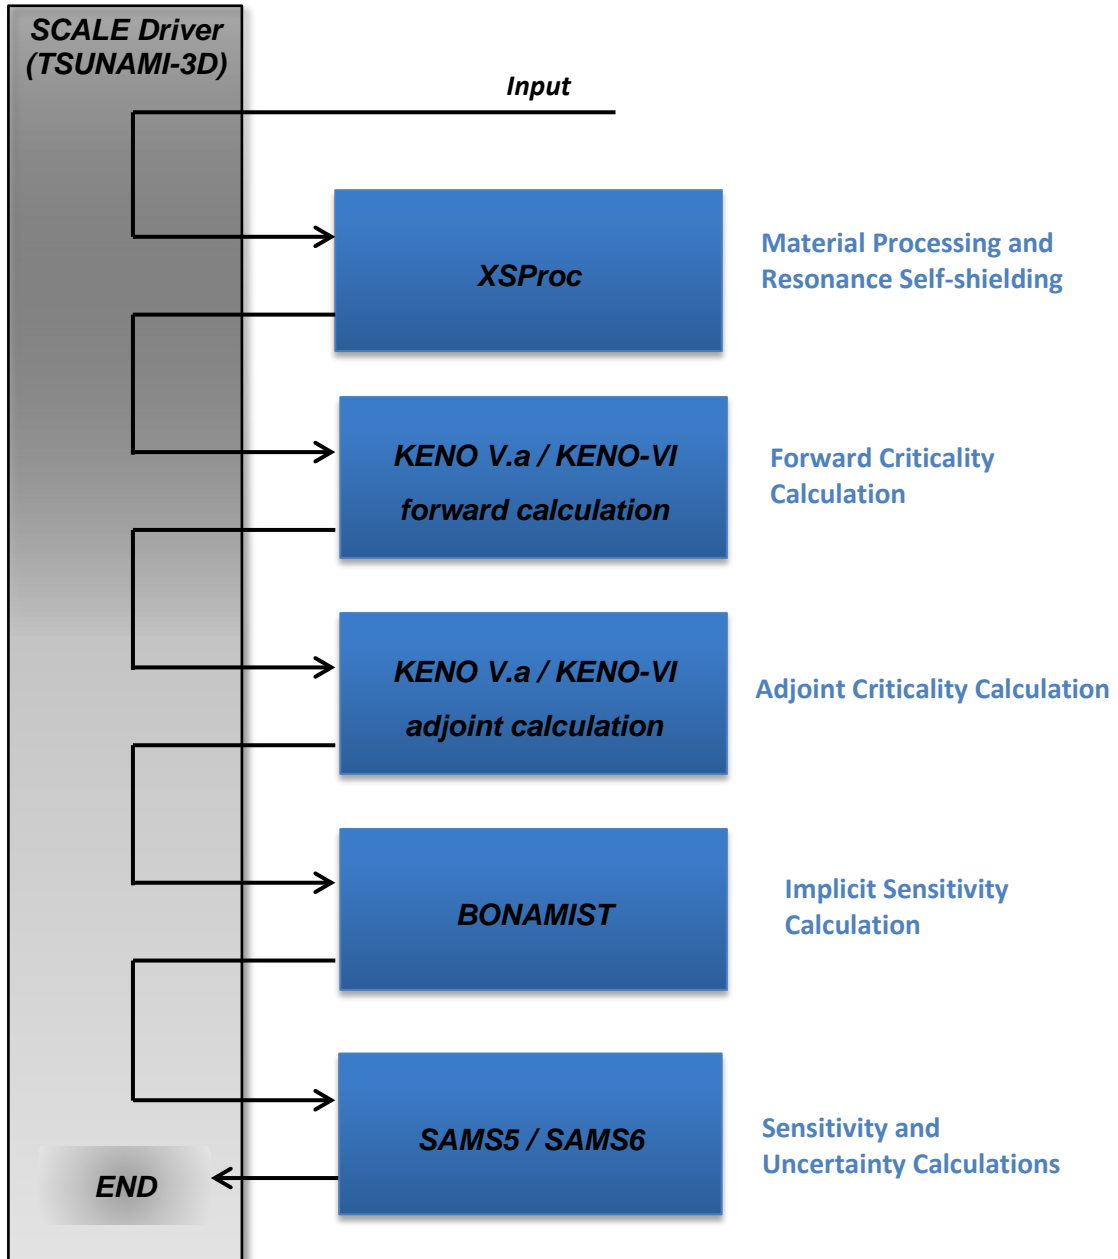 SCALE Driver
(TSUNAMI-3D)
Input
XSProc
Material Processing and
Resonance Self-shielding
KENO V.a / KENO-VI
forward calculation
Forward Criticality
Calculation
KENO V.a / KENO-VI
adjoint calculation
Adjoint Criticality Calculation
BONAMIST
Implicit Sensitivity
Calculation
SAMS5 / SAMS6
Sensitivity and
Uncertainty Calculations
END